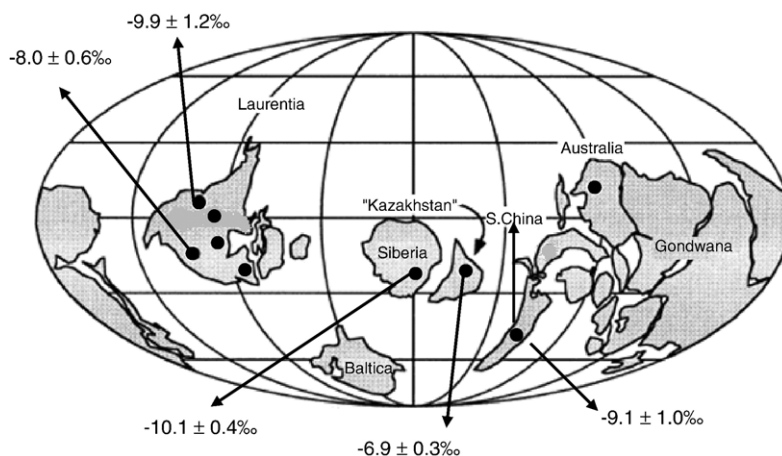 -9.9 ± 1.2‰
-8.0 ± 0.6‰
Laurentia
Australia
"Kazakhstan"
S.China
Siberia
Gondwana
Baltica
-10.1 ± 0.4‰
-6.9 ± 0.3‰
-9.1 ± 1.0‰